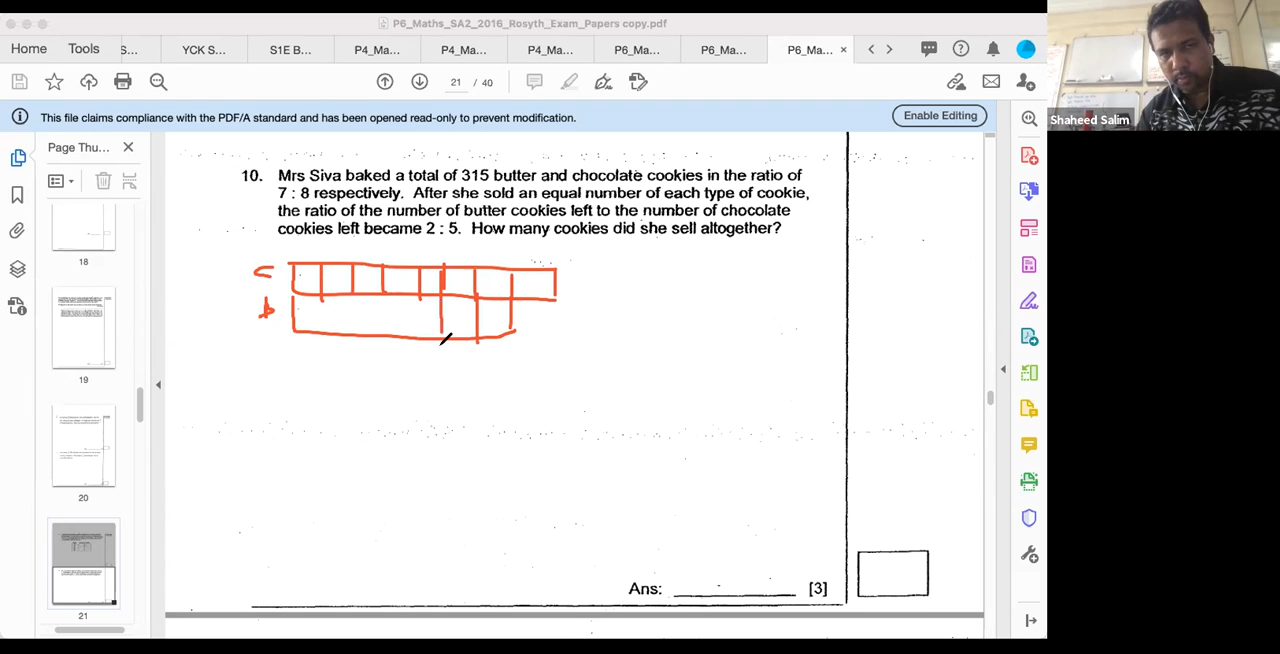 P6_Maths_SA2_2016_Rosyth_Exam_Papers copy.pdf
Home Tools S... YCK S... S1E B... P4_Ma... P4_Ma... P4_Ma... P6_Ma... P6_Ma... P6_Ma... ×
21 / 40
This file claims compliance with the PDF/A standard and has been opened read-only to prevent modification.
Enable Editing
Shaheed Salim
Page Thu...
18
19
20
21
10. Mrs Siva baked a total of 315 butter and chocolate cookies in the ratio of
7 : 8 respectively. After she sold an equal number of each type of cookie,
the ratio of the number of butter cookies left to the number of chocolate
cookies left became 2 : 5. How many cookies did she sell altogether?
c
b
Ans: [3]